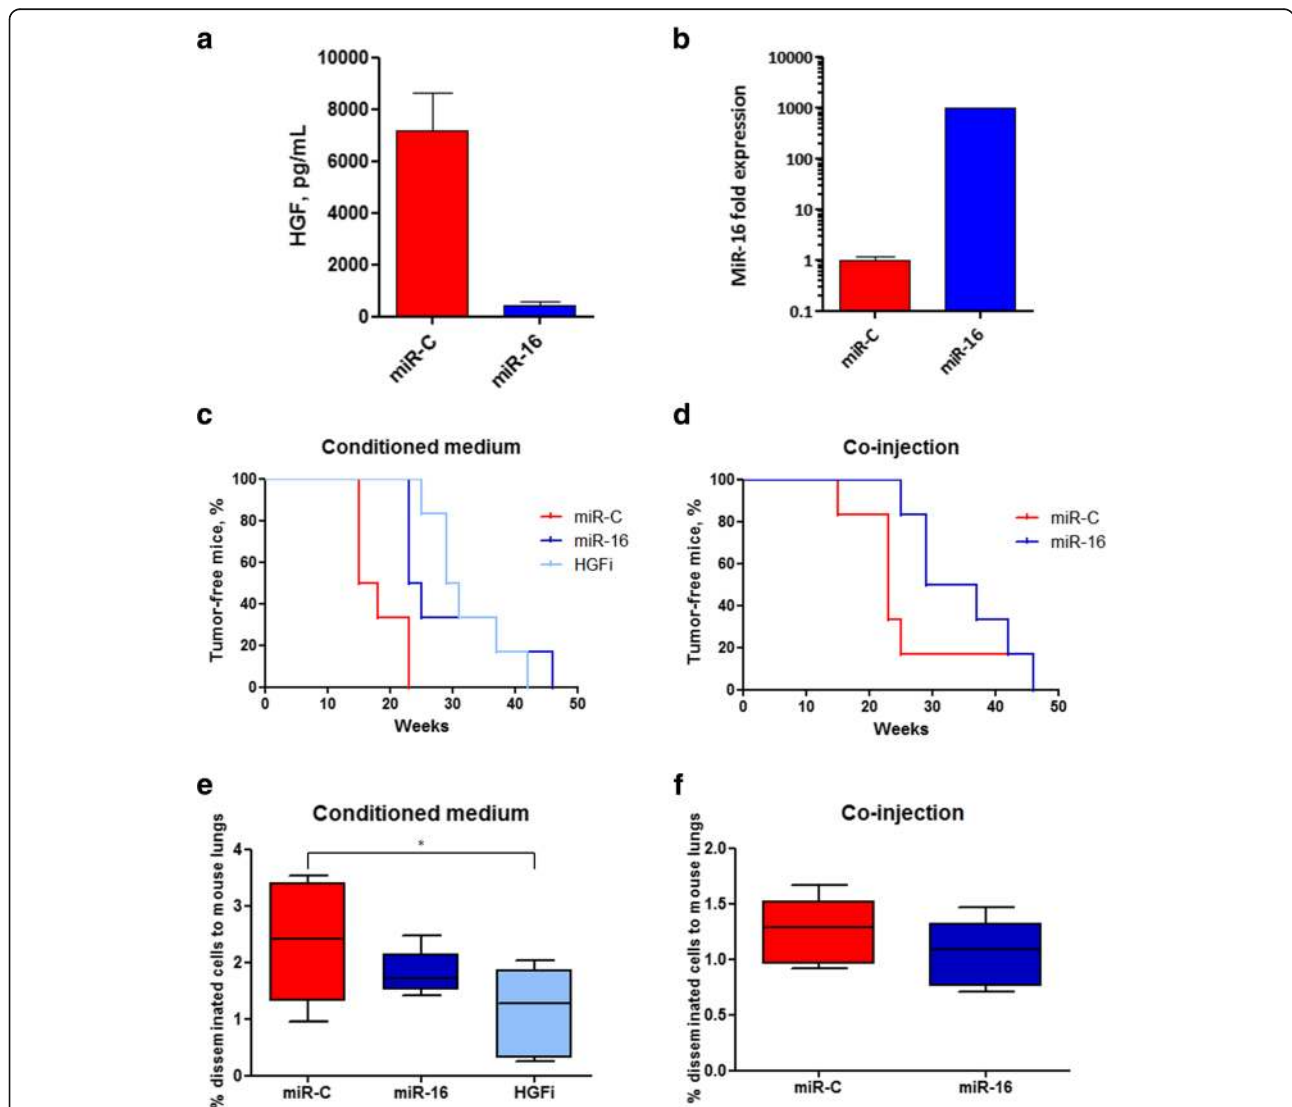 a
10000
8000
6000
4000
2000
0
HGF, pg/mL
miR-C
miR-16
b
10000
1000
100
10
1
0.1
MiR-16 fold expression
miR-C
miR-16
c
Conditioned medium
100
80
60
40
20
0
Tumor-free mice, %
0 10 20 30 40 50
Weeks
miR-C
miR-16
HGFi
d
Co-injection
100
80
60
40
20
0
Tumor-free mice, %
0 10 20 30 40 50
Weeks
miR-C
miR-16
e
Conditioned medium
% disseminated cells to mouse lungs
4
3
2
1
0
*
miR-C miR-16 HGFi
f
Co-injection
% disseminated cells to mouse lungs
2.0
1.5
1.0
0.5
0.0
miR-C miR-16